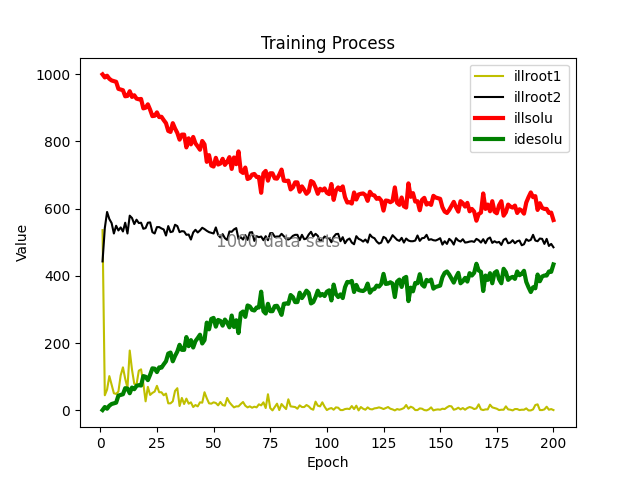 Training Process
1000
800
600
400
200
0
Value
illroot1
illroot2
illsolu
idesolu
1000 data sets
0 25 50 75 100 125 150 175 200
Epoch